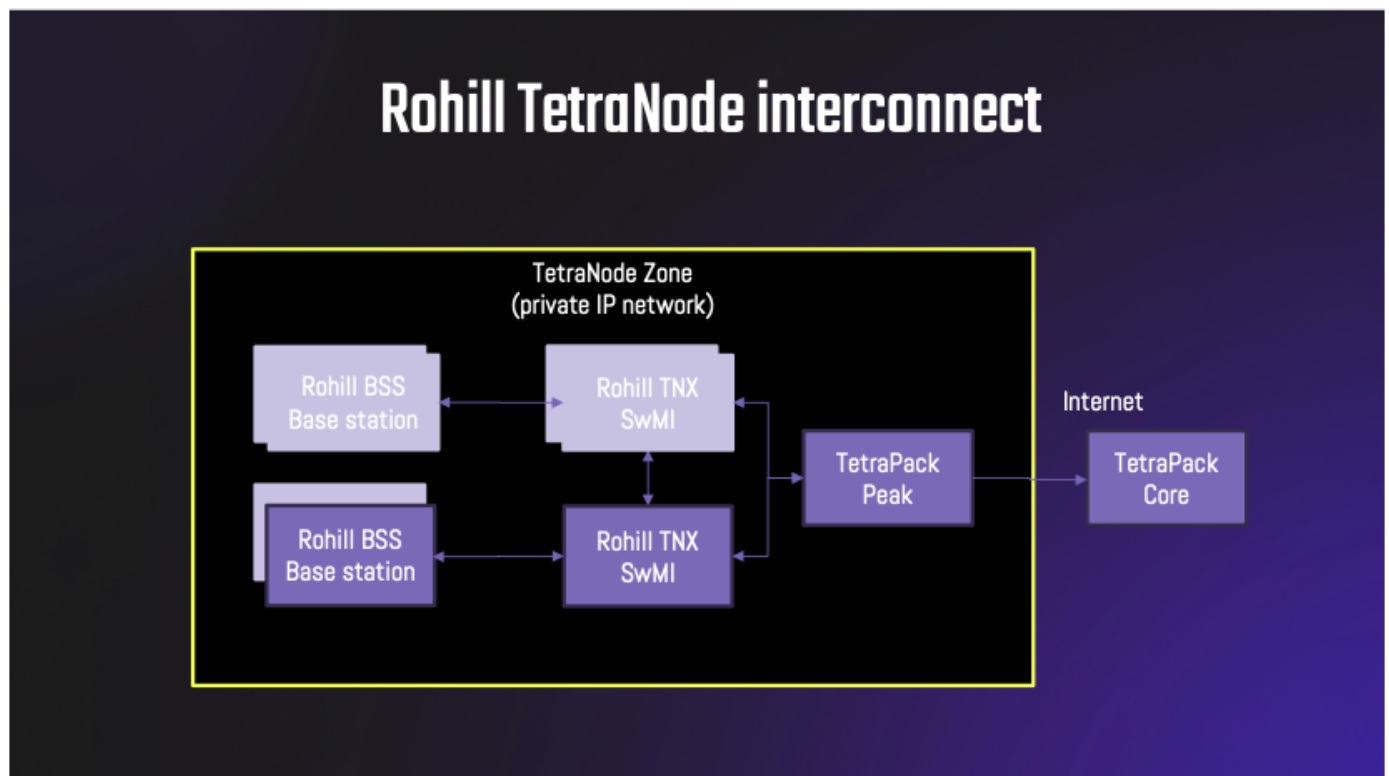 Rohill TetraNode interconnect
TetraNode Zone
(private IP network)
Rohill BSS
Base station
Rohill TNX
SwMI
Internet
TetraPack
Peak
TetraPack
Core
Rohill BSS
Base station
Rohill TNX
SwMI